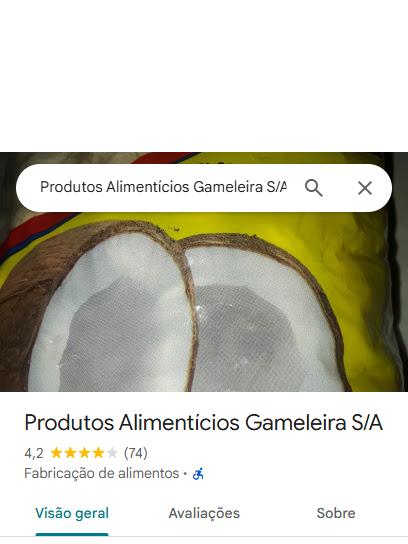 Produtos Alimentícios Gameleira S/A
Produtos Alimentícios Gameleira S/A
4,2 (74)
Fabricação de alimentos ·
Visão geral
Avaliações
Sobre